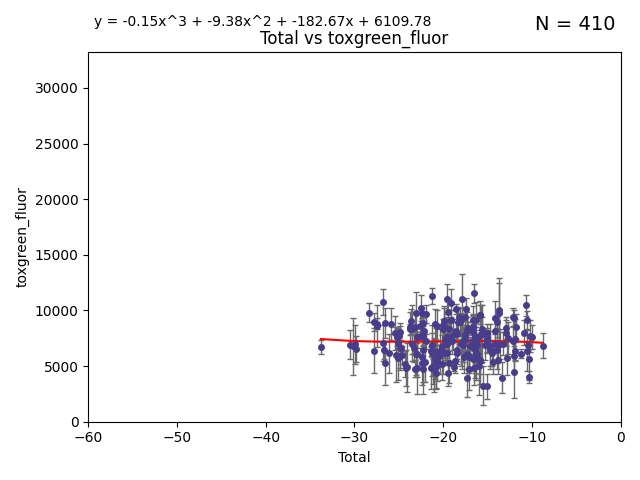 y = -0.15x^3 + -9.38x^2 + -182.67x + 6109.78
N = 410
Total vs toxgreen_fluor
30000
25000
20000
15000
10000
5000
0
toxgreen_fluor
−60 −50 −40 −30 −20 −10 0
Total